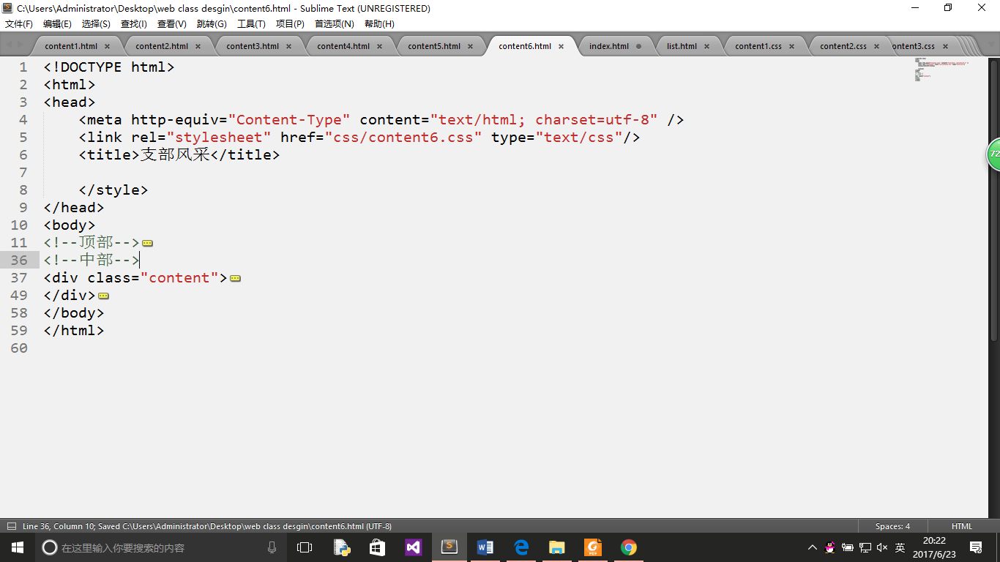 C:\Users\Administrator\Desktop\web class desgin\content6.html - Sublime Text (UNREGISTERED)
文件(F) 编辑(E) 选择(S) 查找(I) 查看(V) 跳转(G) 工具(T) 项目(P) 首选项(N) 帮助(H)
content1.html content2.html content3.html content4.html content5.html content6.html index.html list.html content1.css content2.css ontent3.css
1 <!DOCTYPE html>
2 <html>
3 <head>
4 <meta http-equiv="Content-Type" content="text/html; charset=utf-8" />
5 <link rel="stylesheet" href="css/content6.css" type="text/css"/>
6 <title>支部风采</title>
7
8 </style>
9 </head>
10 <body>
11 <!--顶部-->
36 <!--中部-->
37 <div class="content">
49 </div>
58 </body>
59 </html>
60
72
Line 36, Column 10; Saved C:\Users\Administrator\Desktop\web class desgin\content6.html (UTF-8)
Spaces: 4
HTML
在这里输入你要搜索的内容
英
20:22
2017/6/23